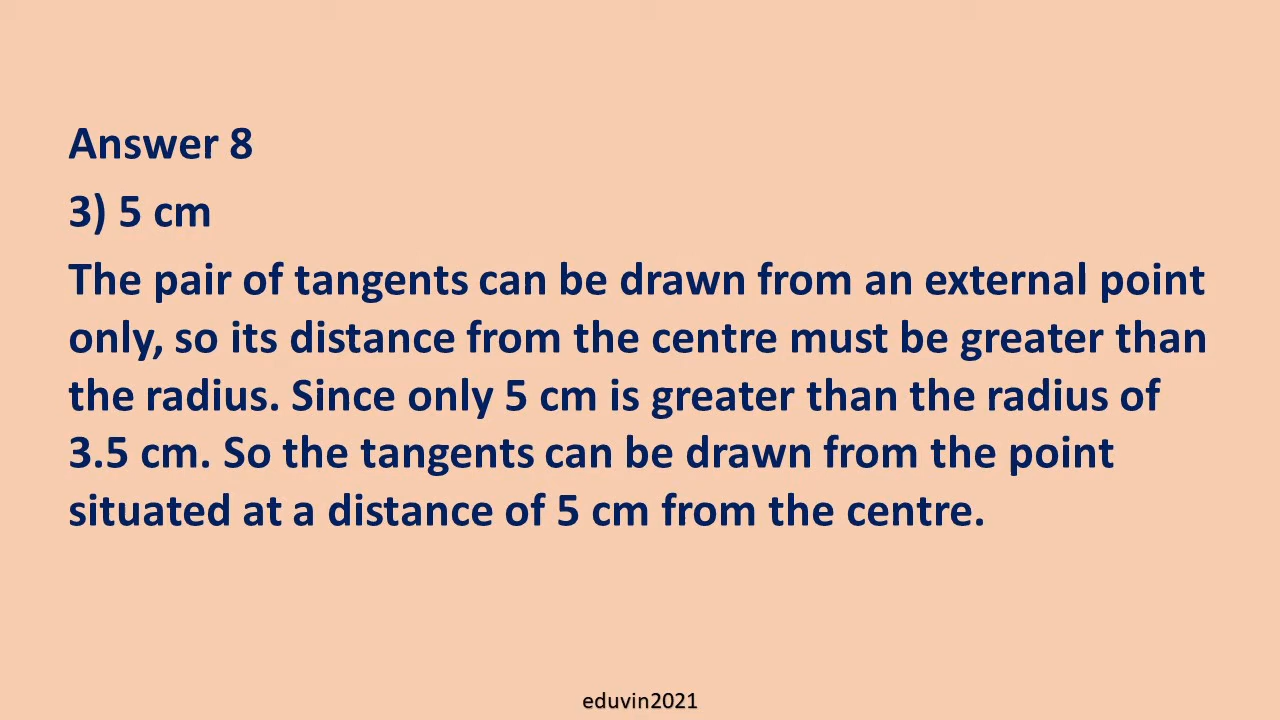 Answer 8
3) 5 cm
The pair of tangents can be drawn from an external point
only, so its distance from the centre must be greater than
the radius. Since only 5 cm is greater than the radius of
3.5 cm. So the tangents can be drawn from the point
situated at a distance of 5 cm from the centre.
eduvin2021